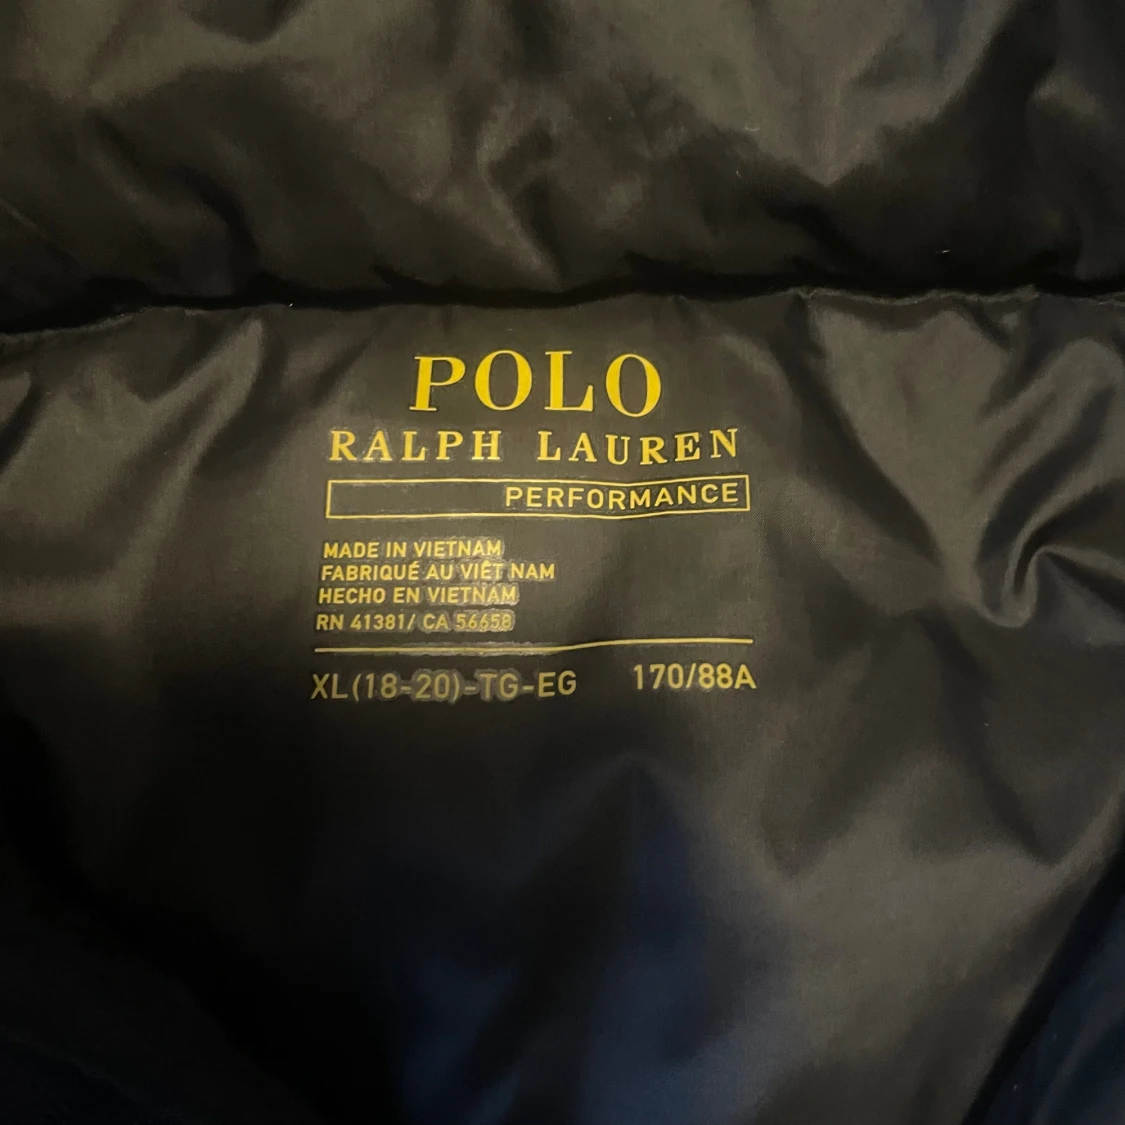 POLO
RALPH LAUREN
PERFORMANCE
MADE IN VIETNAM
FABRIQUÉ AU VIÊT NAM
HECHO EN VIETNAM
RN 41381/ CA 56658
XL(18-20)-TG-EG 170/88A